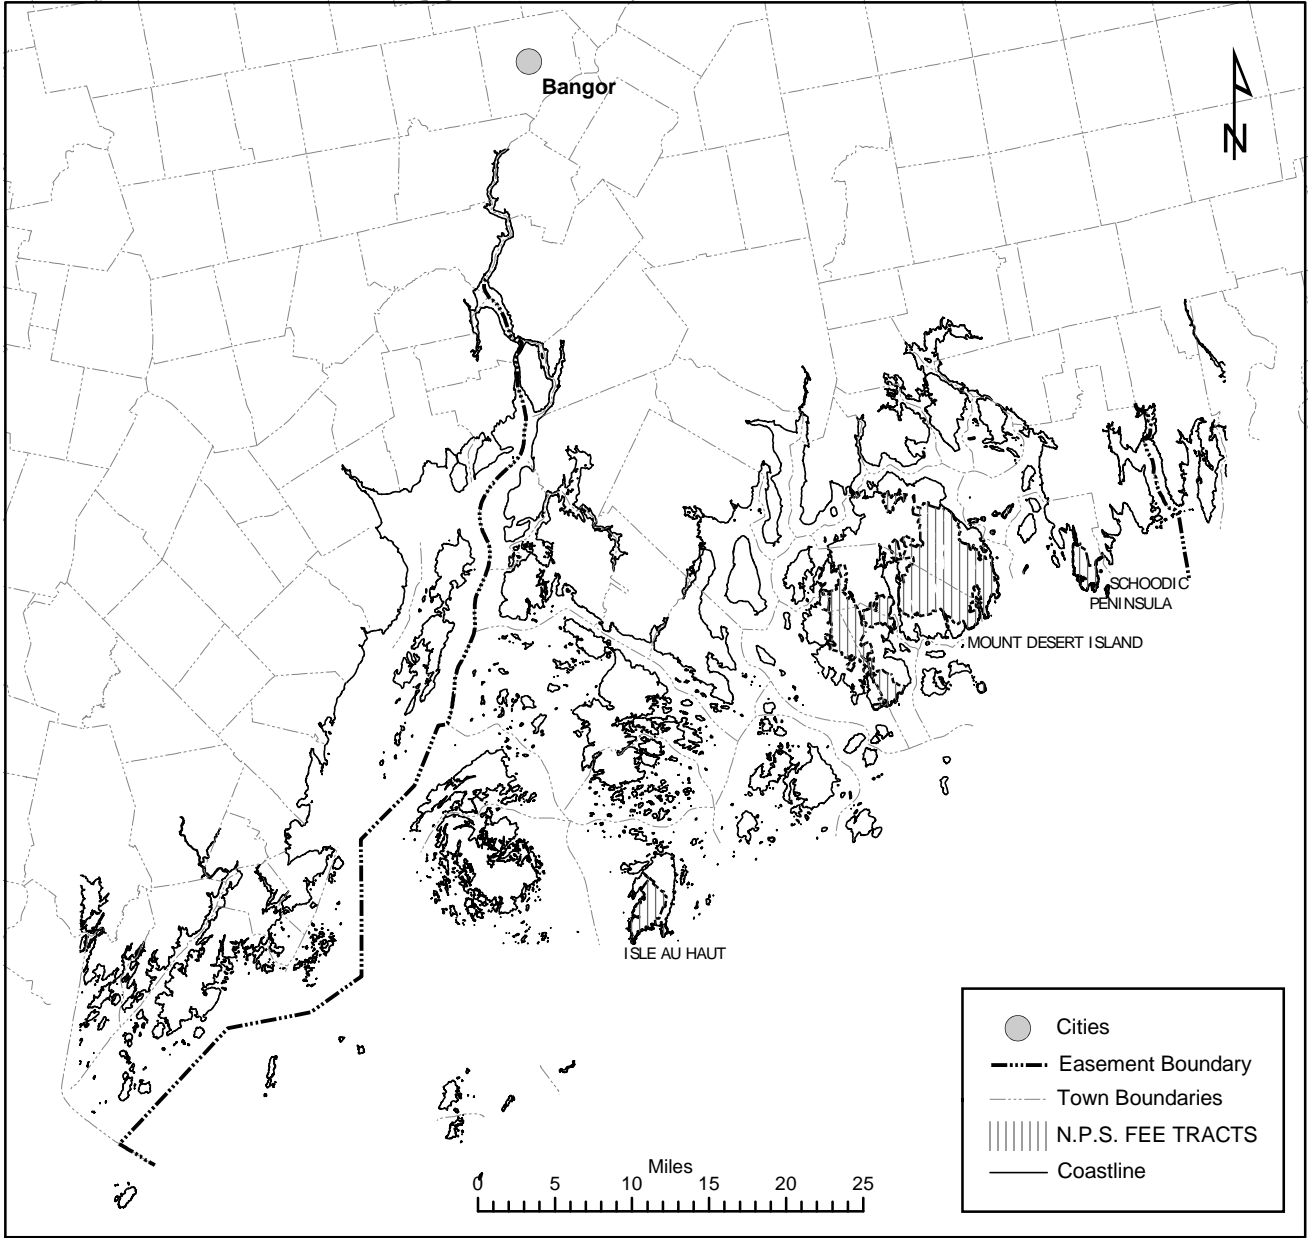 Bangor
N
SCHOODIC
PENINSULA
MOUNT DESERT ISLAND
ISLE AU HAUT
Cities
Easement Boundary
Town Boundaries
N.P.S. FEE TRACTS
Coastline
Miles
0 5 10 15 20 25